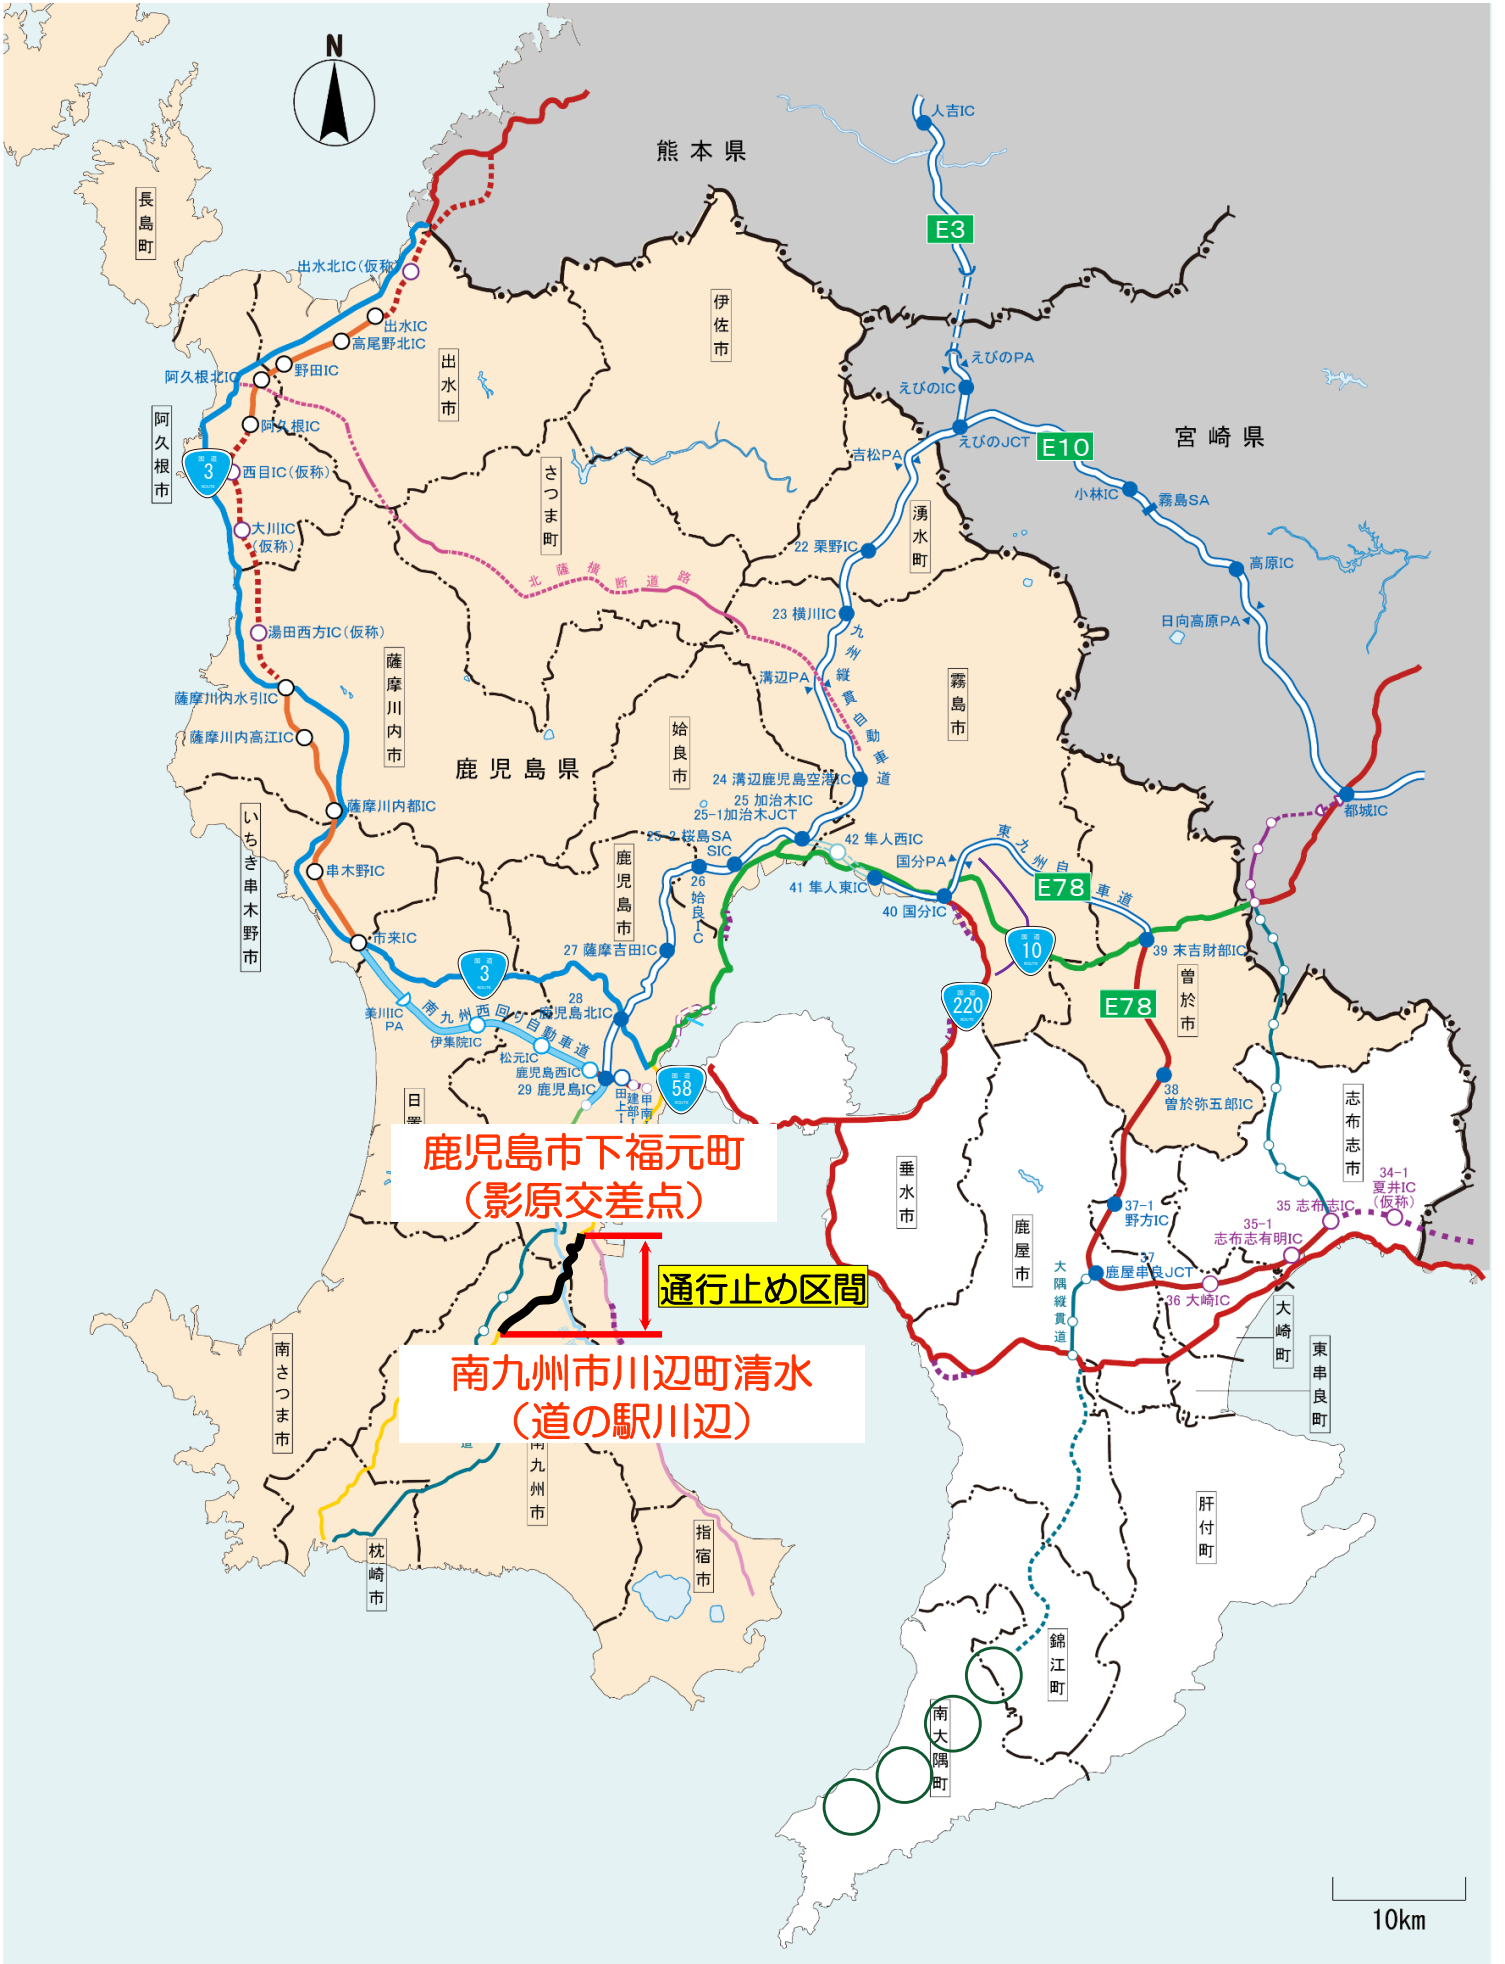 N
熊本県
人吉IC
E3
長島町
出水北IC(仮称)
伊佐市
出水IC
高尾野北IC
野田IC
出水市
阿久根北IC
阿久根IC
阿久根市
国道
3
ROUTE
西目IC(仮称)
大川IC
(仮称)
さつま町
えびのPA
えびのIC
えびのJCT
E10
宮崎県
吉松PA
小林IC
霧島SA
湧水町
22 栗野IC
高原IC
北薩横断道路
23 横川IC
九州縦貫自動車道
日向高原PA
湯田西方IC(仮称)
薩摩川内市
溝辺PA
霧島市
薩摩川内水引IC
薩摩川内高江IC
姶良市
鹿児島県
24 溝辺鹿児島空港IC
25 加治木IC
25-1加治木JCT
都城IC
薩摩川内都IC
いちき串木野市
25-2 桜島SA
SIC
42 隼人西IC
東九州自動車道
国分PA
E78
鹿児島市
串木野IC
26 姶良IC
41 隼人東IC
40 国分IC
市来IC
27 薩摩吉田IC
国道
10
ROUTE
39 末吉財部IC
国道
3
ROUTE
曽於市
28
鹿児島北IC
国道
220
ROUTE
E78
美川IC
PA
南九州西回り自動車道
伊集院IC
松元IC
鹿児島西IC
29 鹿児島IC
国道
58
ROUTE
38
曽於弥五郎IC
志布志市
鹿児島市下福元町
(影原交差点)
垂水市
34-1
夏井IC
(仮称)
37-1
野方IC
35 志布志IC
鹿屋市
35-1
志布志有明IC
通行止め区間
37
鹿屋串良JCT
大隅縦貫道
36 大崎IC
大崎町
南さつま市
東串良町
南九州市川辺町清水
(道の駅川辺)
道
南九州市
肝付町
指宿市
枕崎市
錦江町
南大隅町
10km